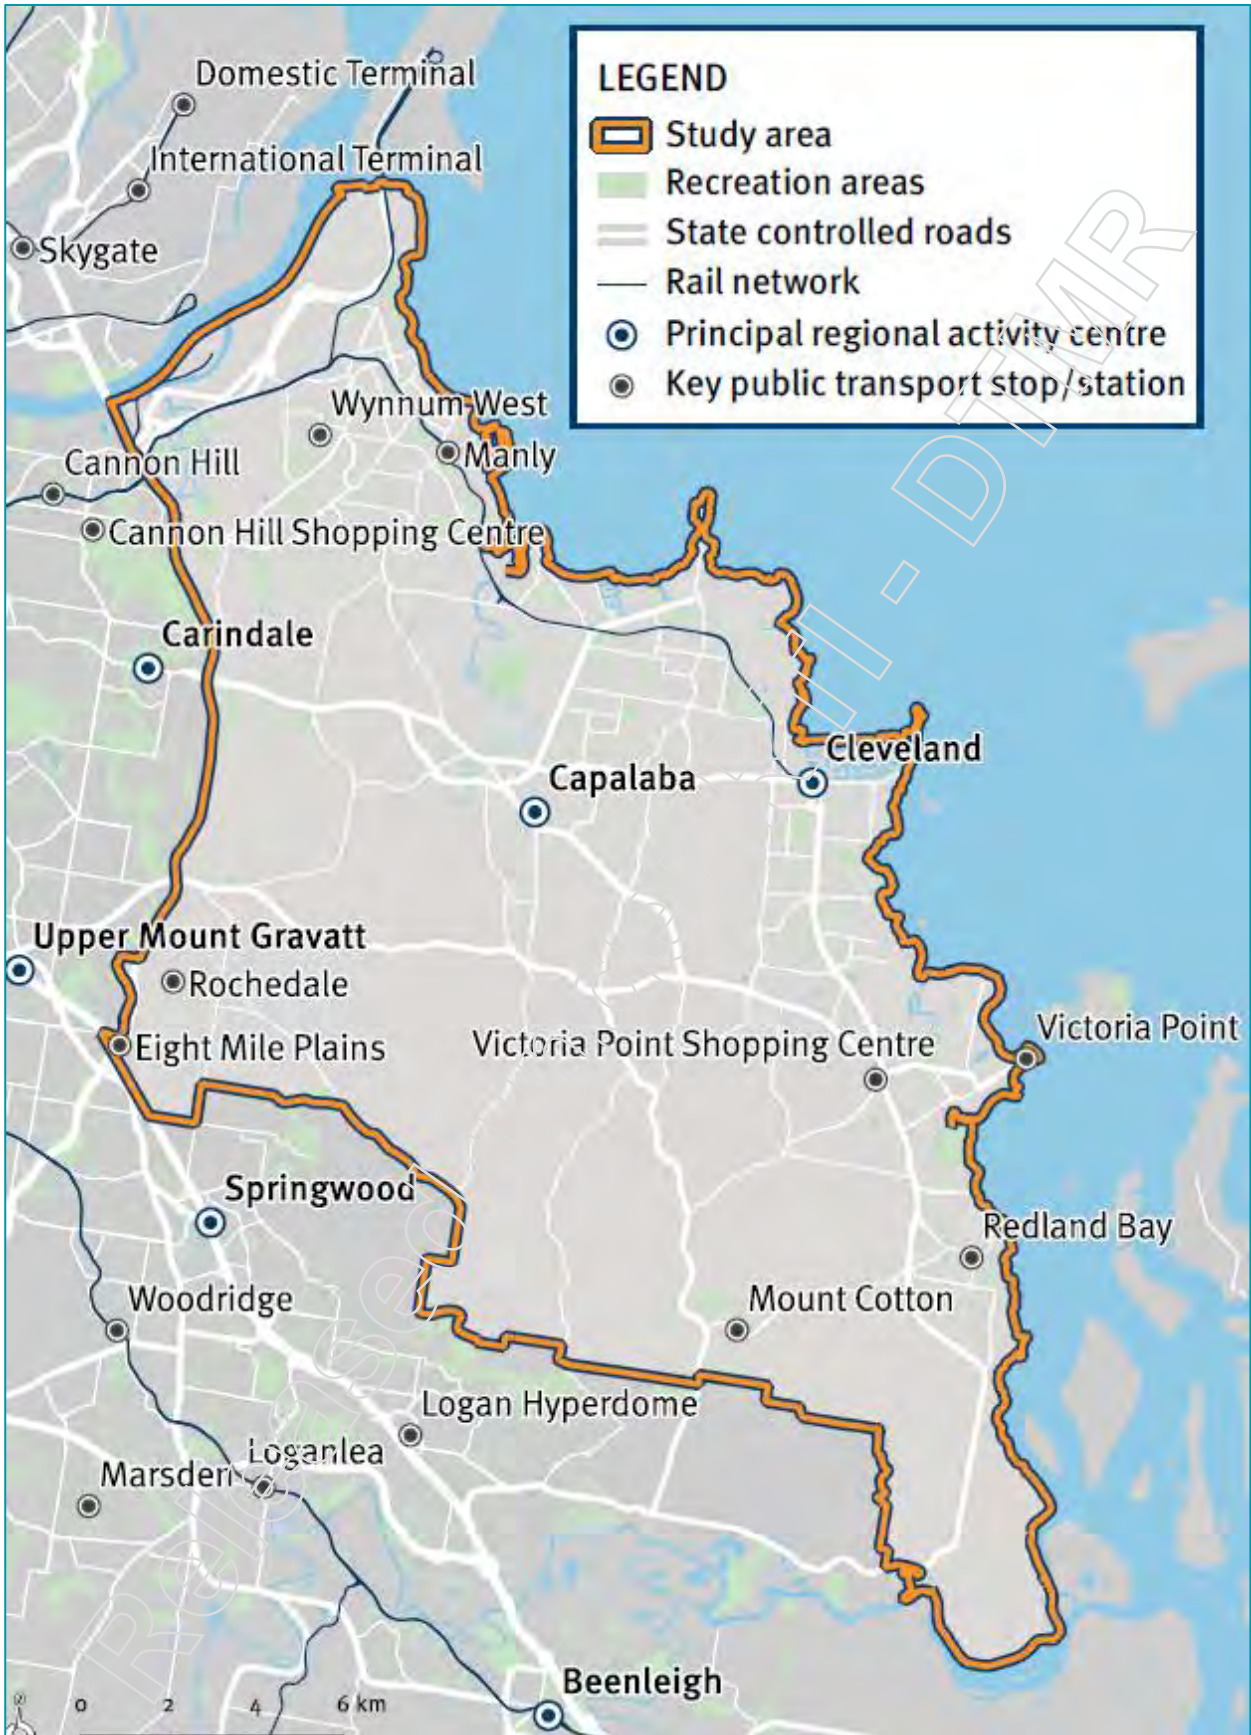 Domestic Terminal
International Terminal
Skygate
LEGEND
Study area
Recreation areas
State controlled roads
Rail network
Principal regional activity centre
Key public transport stop/station
Wynnum West
Manly
Cannon Hill
Cannon Hill Shopping Centre
Carindale
Cleveland
Capalaba
Upper Mount Gravatt
Rochedale
Eight Mile Plains
Victoria Point Shopping Centre
Victoria Point
Springwood
Redland Bay
Woodridge
Mount Cotton
Logan Hyperdome
Loganlea
Marsden
Beenleigh
0 2 4 6 km
Released
RTI - DTMR